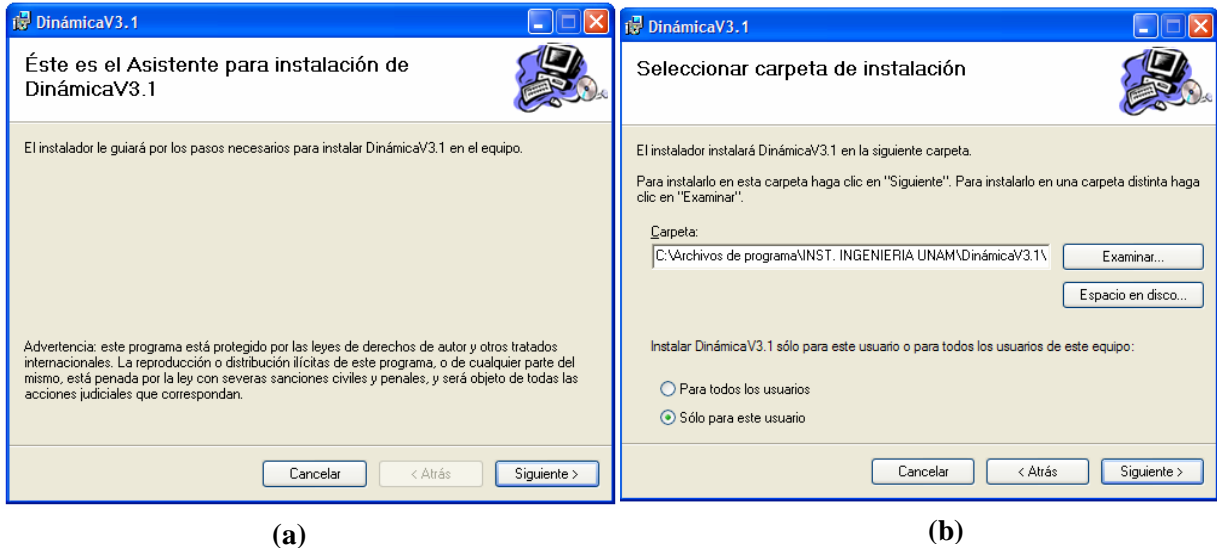 DinámicaV3.1
Éste es el Asistente para instalación de
DinámicaV3.1
El instalador le guiará por los pasos necesarios para instalar DinámicaV3.1 en el equipo.
Advertencia: este programa está protegido por las leyes de derechos de autor y otros tratados
internacionales. La reproducción o distribución ilícitas de este programa, o de cualquier parte del
mismo, está penada por la ley con severas sanciones civiles y penales, y será objeto de todas las
acciones judiciales que correspondan.
Cancelar
< Atrás
Siguiente >
(a)
DinámicaV3.1
Seleccionar carpeta de instalación
El instalador instalará DinámicaV3.1 en la siguiente carpeta.
Para instalarlo en esta carpeta haga clic en "Siguiente". Para instalarlo en una carpeta distinta haga
clic en "Examinar".
Carpeta:
C:\Archivos de programa\INST. INGENIERIA UNAM\DinámicaV3.1\
Examinar...
Espacio en disco...
Instalar DinámicaV3.1 sólo para este usuario o para todos los usuarios de este equipo:
Para todos los usuarios
Sólo para este usuario
Cancelar
< Atrás
Siguiente >
(b)